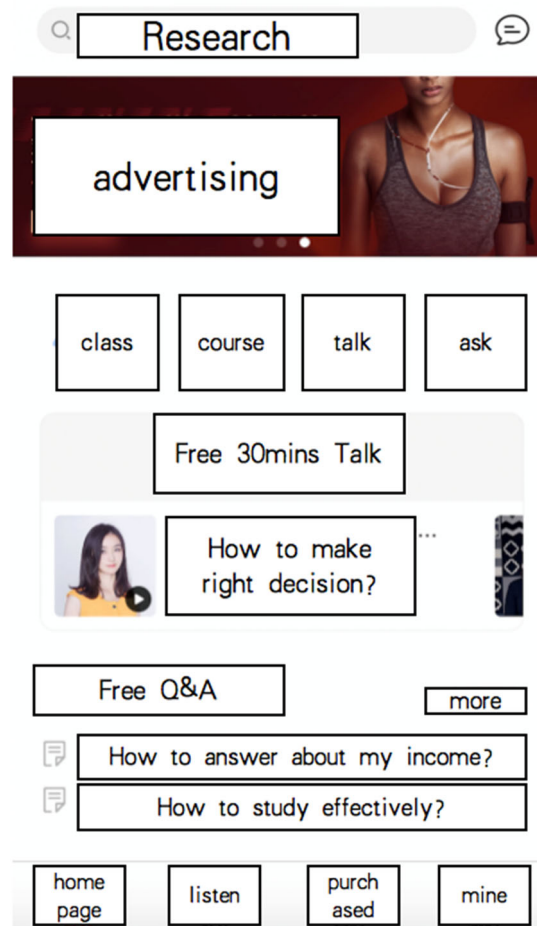 Research
advertising
class
course
talk
ask
Free 30mins Talk
How to make
right decision?
...
Free Q&A
more
How to answer about my income?
How to study effectively?
home
page
listen
purch
ased
mine